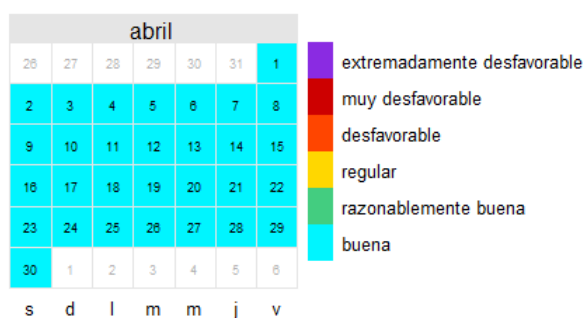 abril
26 27 28 29 30 31 1
2 3 4 5 6 7 8
9 10 11 12 13 14 15
16 17 18 19 20 21 22
23 24 25 26 27 28 29
30 1 2 3 4 5 6
s d l m m j v
extremadamente desfavorable
muy desfavorable
desfavorable
regular
razonablemente buena
buena